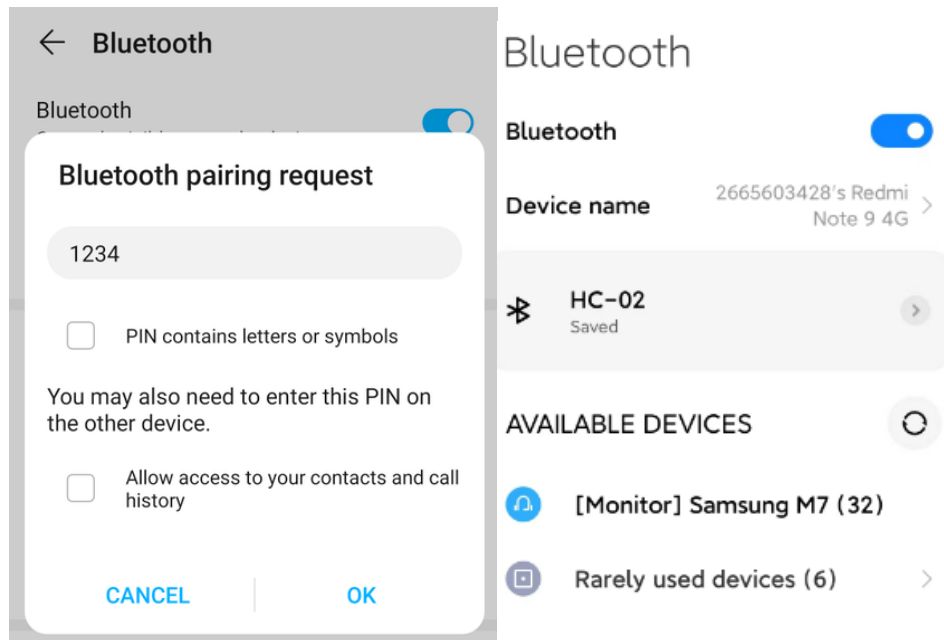 Bluetooth
Bluetooth
Bluetooth pairing request
1234
PIN contains letters or symbols
You may also need to enter this PIN on
the other device.
Allow access to your contacts and call
history
CANCEL
OK
Bluetooth
Bluetooth
Device name
2665603428's Redmi
Note 9 4G
HC-02
Saved
AVAILABLE DEVICES
[Monitor] Samsung M7 (32)
Rarely used devices (6)